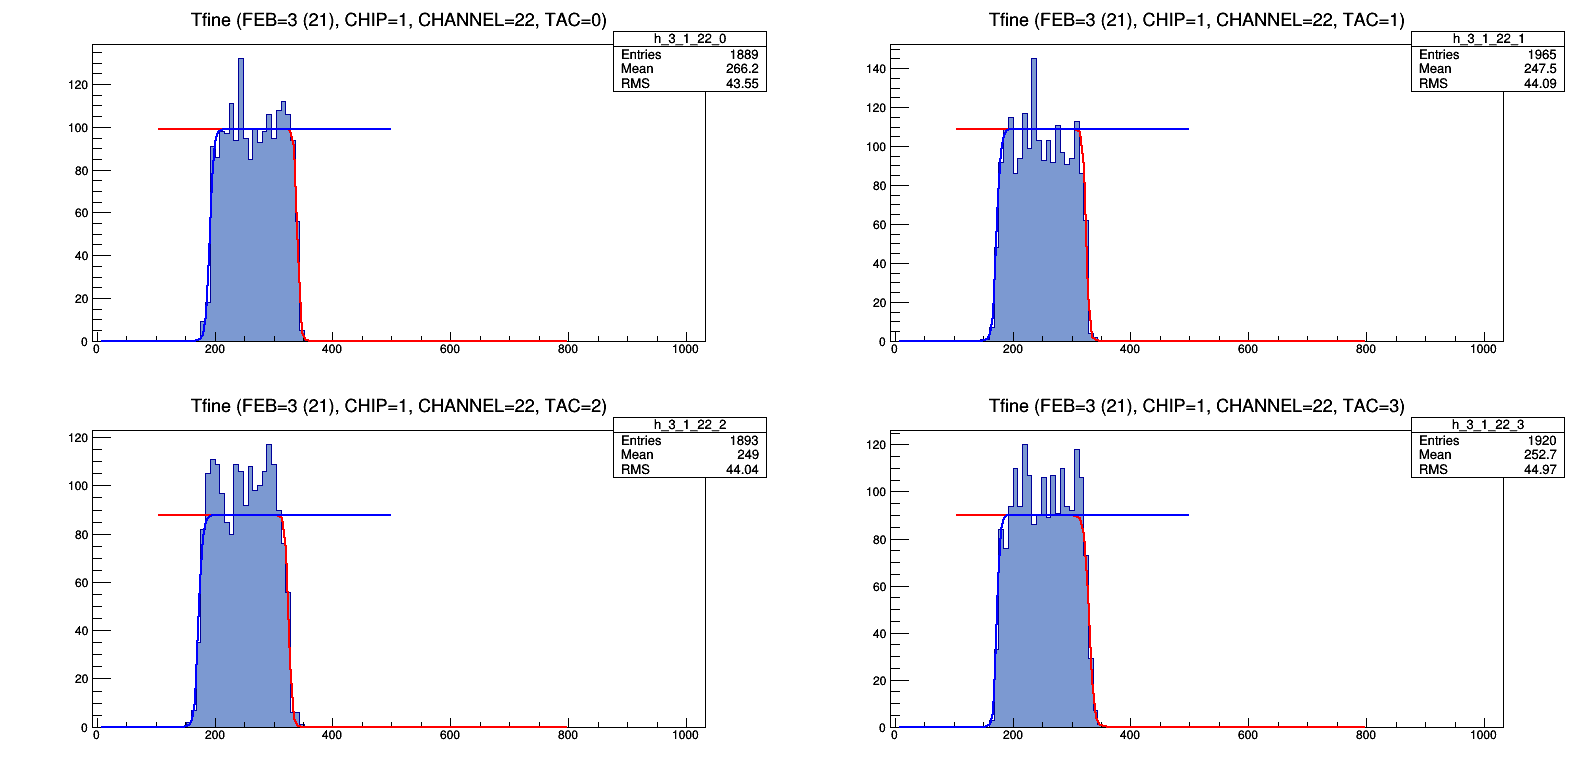 Tfine (FEB=3 (21), CHIP=1, CHANNEL=22, TAC=0)
h_3_1_22_0
Entries 1889
Mean 266.2
RMS 43.55
120
100
80
60
40
20
0
0 200 400 600 800 1000
Tfine (FEB=3 (21), CHIP=1, CHANNEL=22, TAC=1)
h_3_1_22_1
Entries 1965
Mean 247.5
RMS 44.09
140
120
100
80
60
40
20
0
0 200 400 600 800 1000
Tfine (FEB=3 (21), CHIP=1, CHANNEL=22, TAC=2)
h_3_1_22_2
Entries 1893
Mean 249
RMS 44.04
120
100
80
60
40
20
0
0 200 400 600 800 1000
Tfine (FEB=3 (21), CHIP=1, CHANNEL=22, TAC=3)
h_3_1_22_3
Entries 1920
Mean 252.7
RMS 44.97
120
100
80
60
40
20
0
0 200 400 600 800 1000